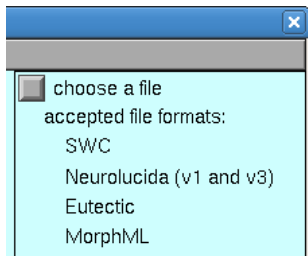 choose a file
accepted file formats:
SWC
Neurolucida (v1 and v3)
Eutectic
MorphML